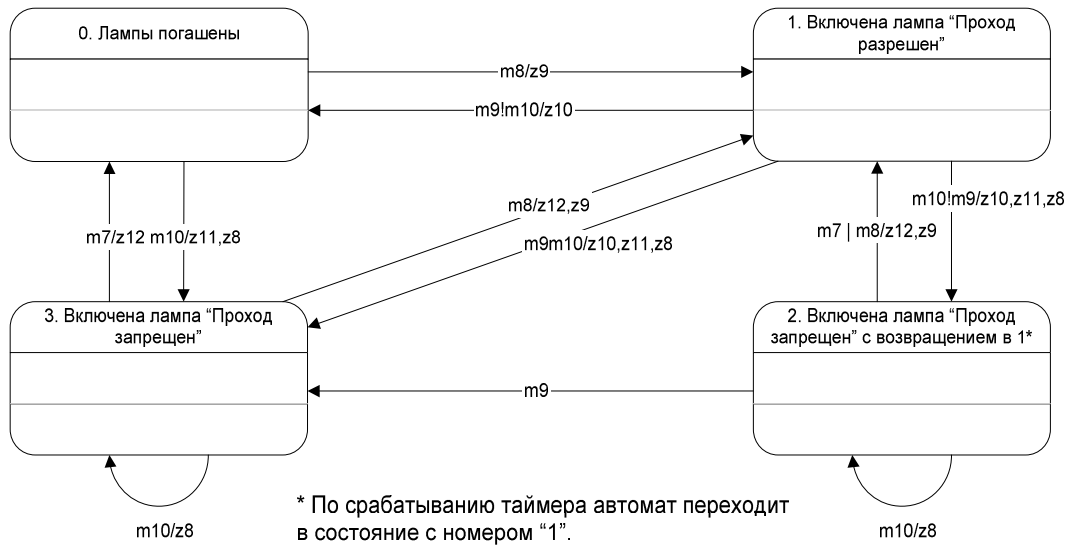 0. Лампы погашены
1. Включена лампа “Проход
разрешен”
m8/z9
m9!m10/z10
m8/z12,z9
m9m10/z10,z11,z8
m7/z12
m10/z11,z8
m10!m9/z10,z11,z8
m7 | m8/z12,z9
3. Включена лампа “Проход
запрещен”
2. Включена лампа “Проход
запрещен” с возвращением в 1*
m9
m10/z8
m10/z8
* По срабатыванию таймера автомат переходит
в состояние с номером “1”.